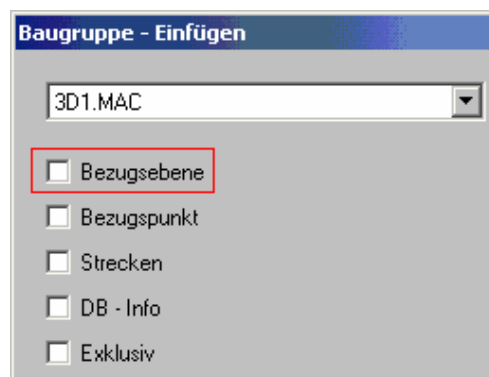 Baugruppe - Einfügen
3D1.MAC
Bezugsebene
Bezugspunkt
Strecken
DB - Info
Exklusiv